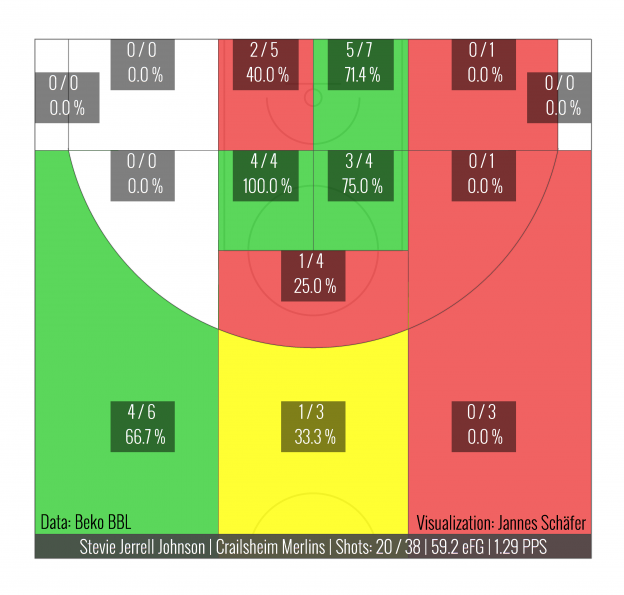 0 / 0
0.0 %
2 / 5
40.0 %
5 / 7
71.4 %
0 / 1
0.0 %
0 / 0
0.0 %
0 / 0
0.0 %
0 / 0
0.0 %
4 / 4
100.0 %
3 / 4
75.0 %
0 / 1
0.0 %
1 / 4
25.0 %
4 / 6
66.7 %
1 / 3
33.3 %
0 / 3
0.0 %
Data: Beko BBL
Visualization: Jannes Schäfer
Stevie Jerrell Johnson | Crailsheim Merlins | Shots: 20 / 38 | 59.2 eFG | 1.29 PPS